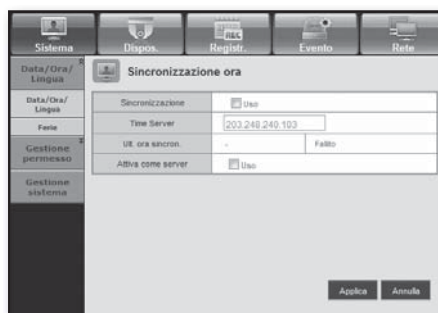 Sistema Dispos. Registr. Evento Rete
REC
Data/Ora/
Lingua
Data/Ora/
Lingua
Ferie
Gestione
permesso
Gestione
sistema
Sincronizzazione ora
Sincronizzazione Uso
Time Server 203.248.240.103
Ult. ora sincron. - Fallito
Attiva come server Uso
Applica Annulla